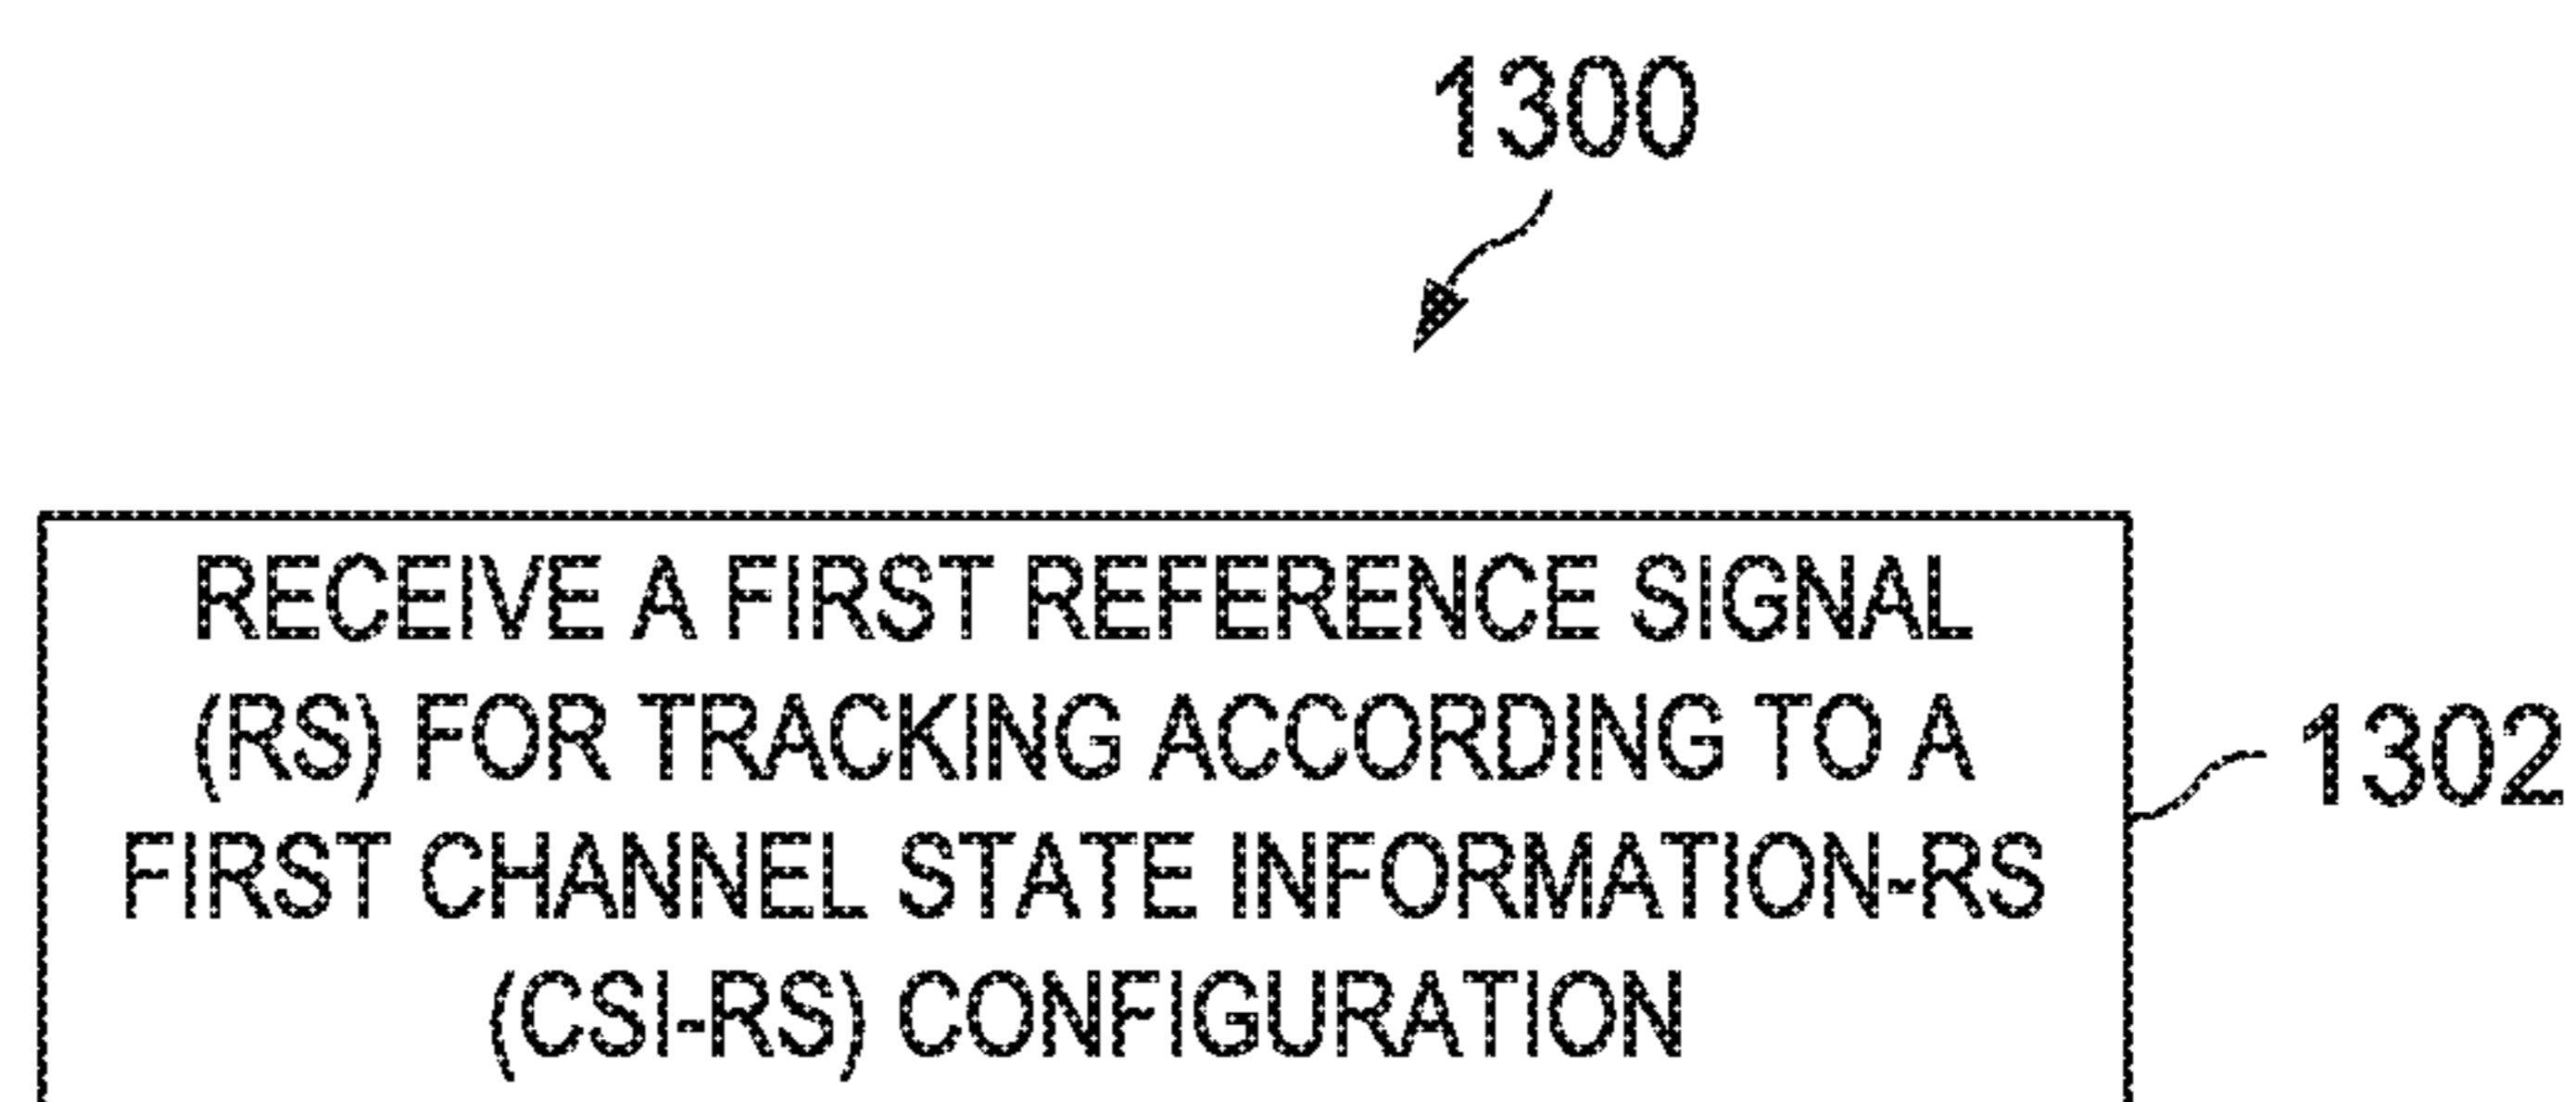 1300
RECEIVE A FIRST REFERENCE SIGNAL
(RS) FOR TRACKING ACCORDING TO A
FIRST CHANNEL STATE INFORMATION-RS
(CSI-RS) CONFIGURATION
1302